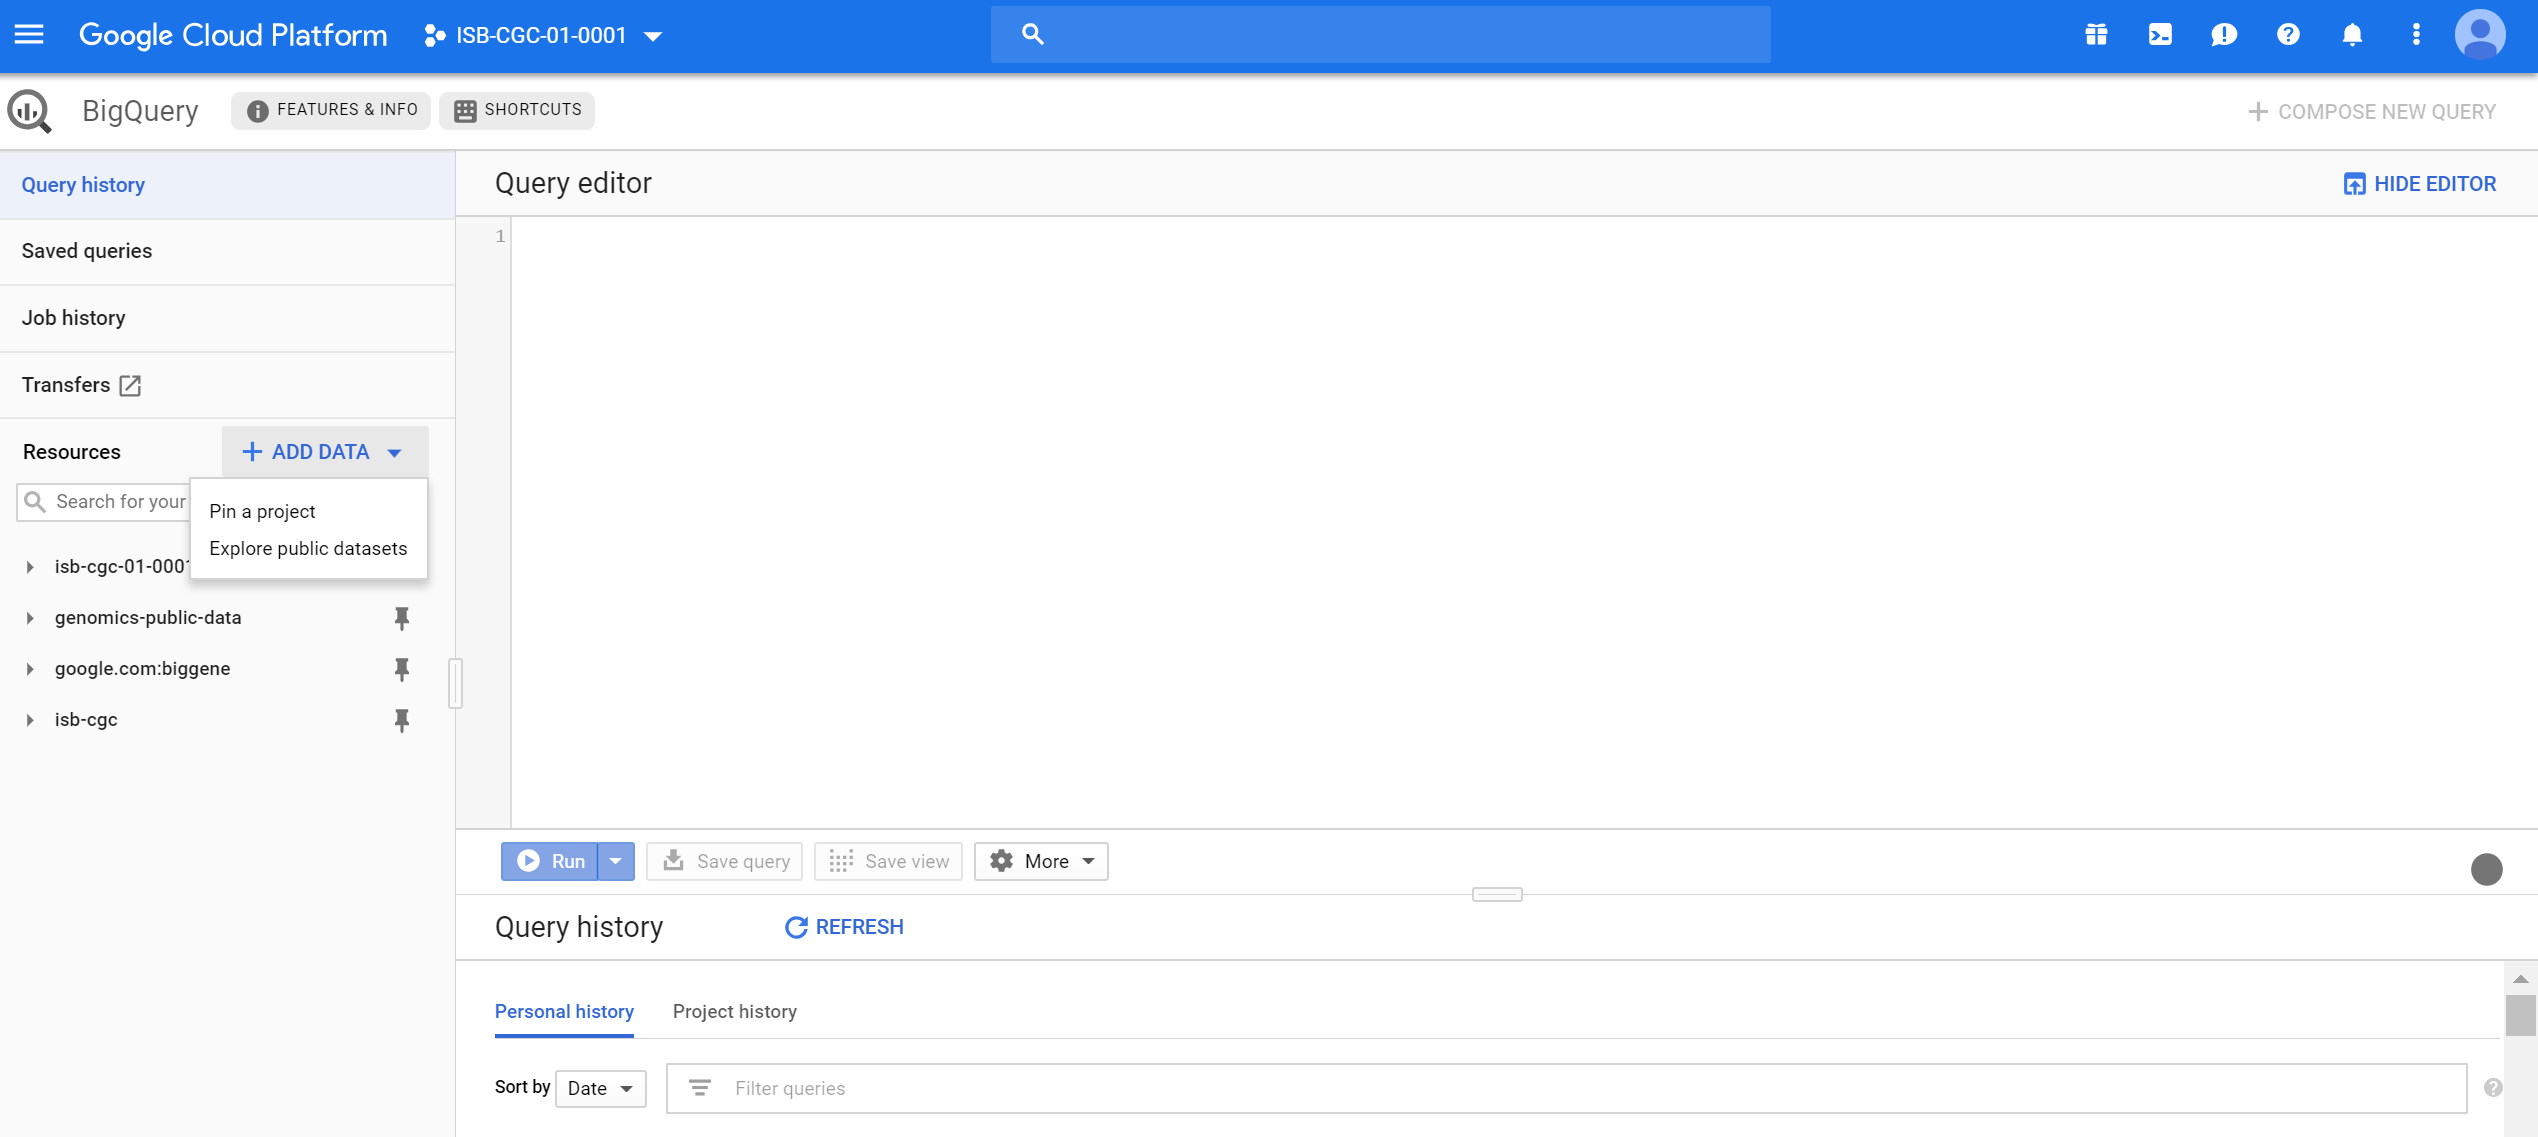 Google Cloud Platform ISB-CGC-01-0001
BigQuery FEATURES & INFO SHORTCUTS COMPOSE NEW QUERY
Query history
Saved queries
Job history
Transfers
Resources ADD DATA
Search for your
Pin a project
Explore public datasets
isb-cgc-01-0001
genomics-public-data
google.com:biggene
isb-cgc
Query editor HIDE EDITOR
1
Run Save query Save view More
Query history REFRESH
Personal history Project history
Sort by Date Filter queries